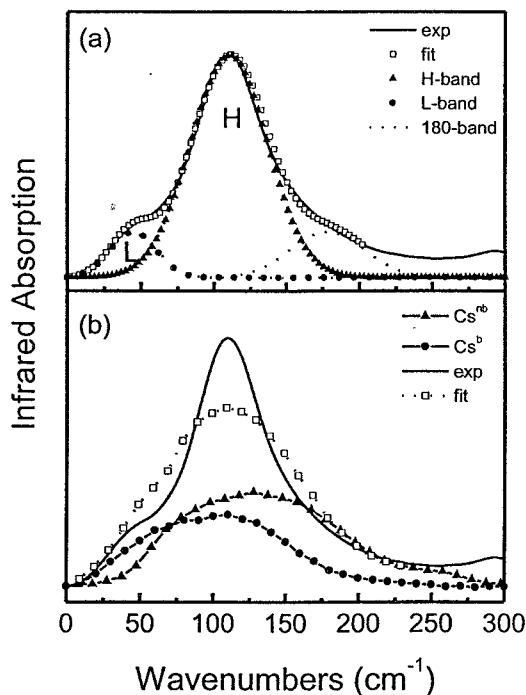 (a)
exp
fit
H-band
L-band
180-band
H
L
Infrared Absorption
(b)
Cs^nb
Cs^b
exp
fit
0 50 100 150 200 250 300
Wavenumbers (cm^-1)